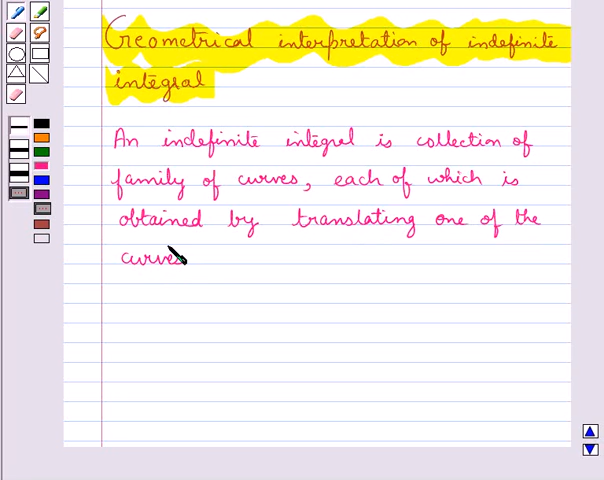 Geometrical interpretation of indefinite
integral
An indefinite integral is collection of
family of curves, each of which is
obtained by translating one of the
curves